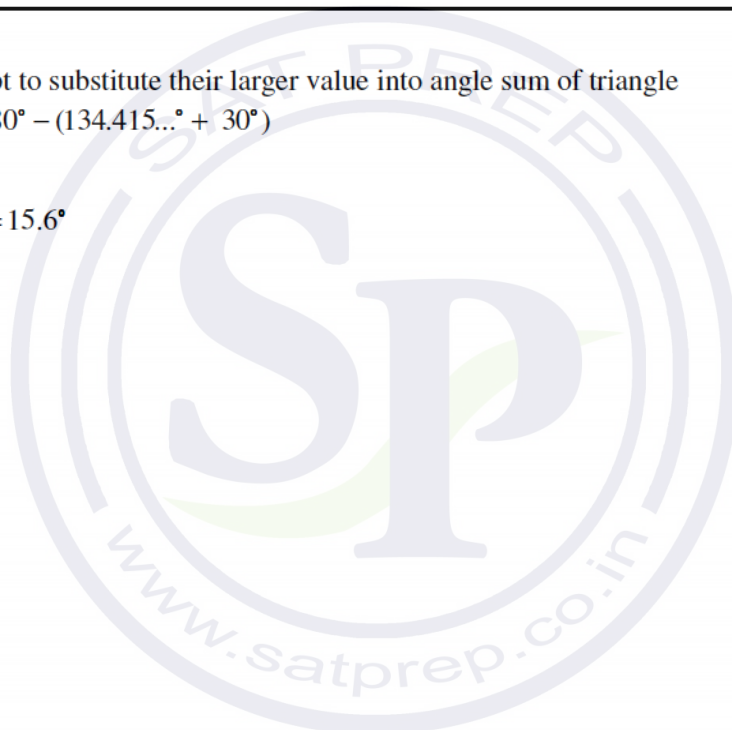 to substitute their larger value into angle sum of triangle
0° – (134.415...° + 30°)
15.6°
SAT PREP
SP
www.satprep.co.in